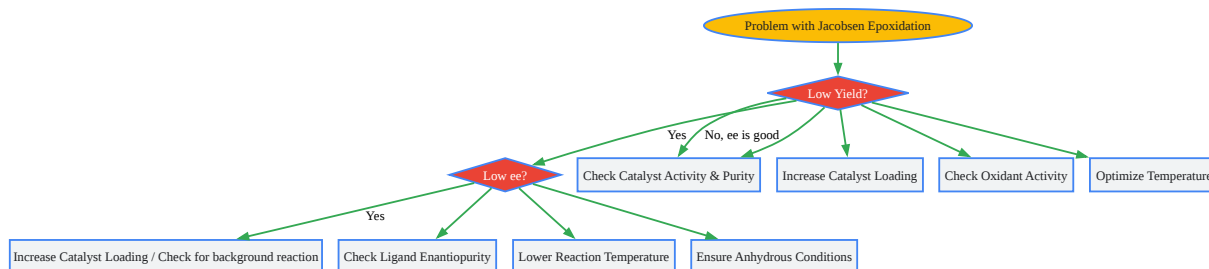 Problem with Jacobsen Epoxidation
Low Yield?
Yes
No, ee is good
Low ee?
Check Catalyst Activity & Purity
Increase Catalyst Loading
Check Oxidant Activity
Optimize Temperature
Yes
Increase Catalyst Loading / Check for background reaction
Check Ligand Enantiopurity
Lower Reaction Temperature
Ensure Anhydrous Conditions